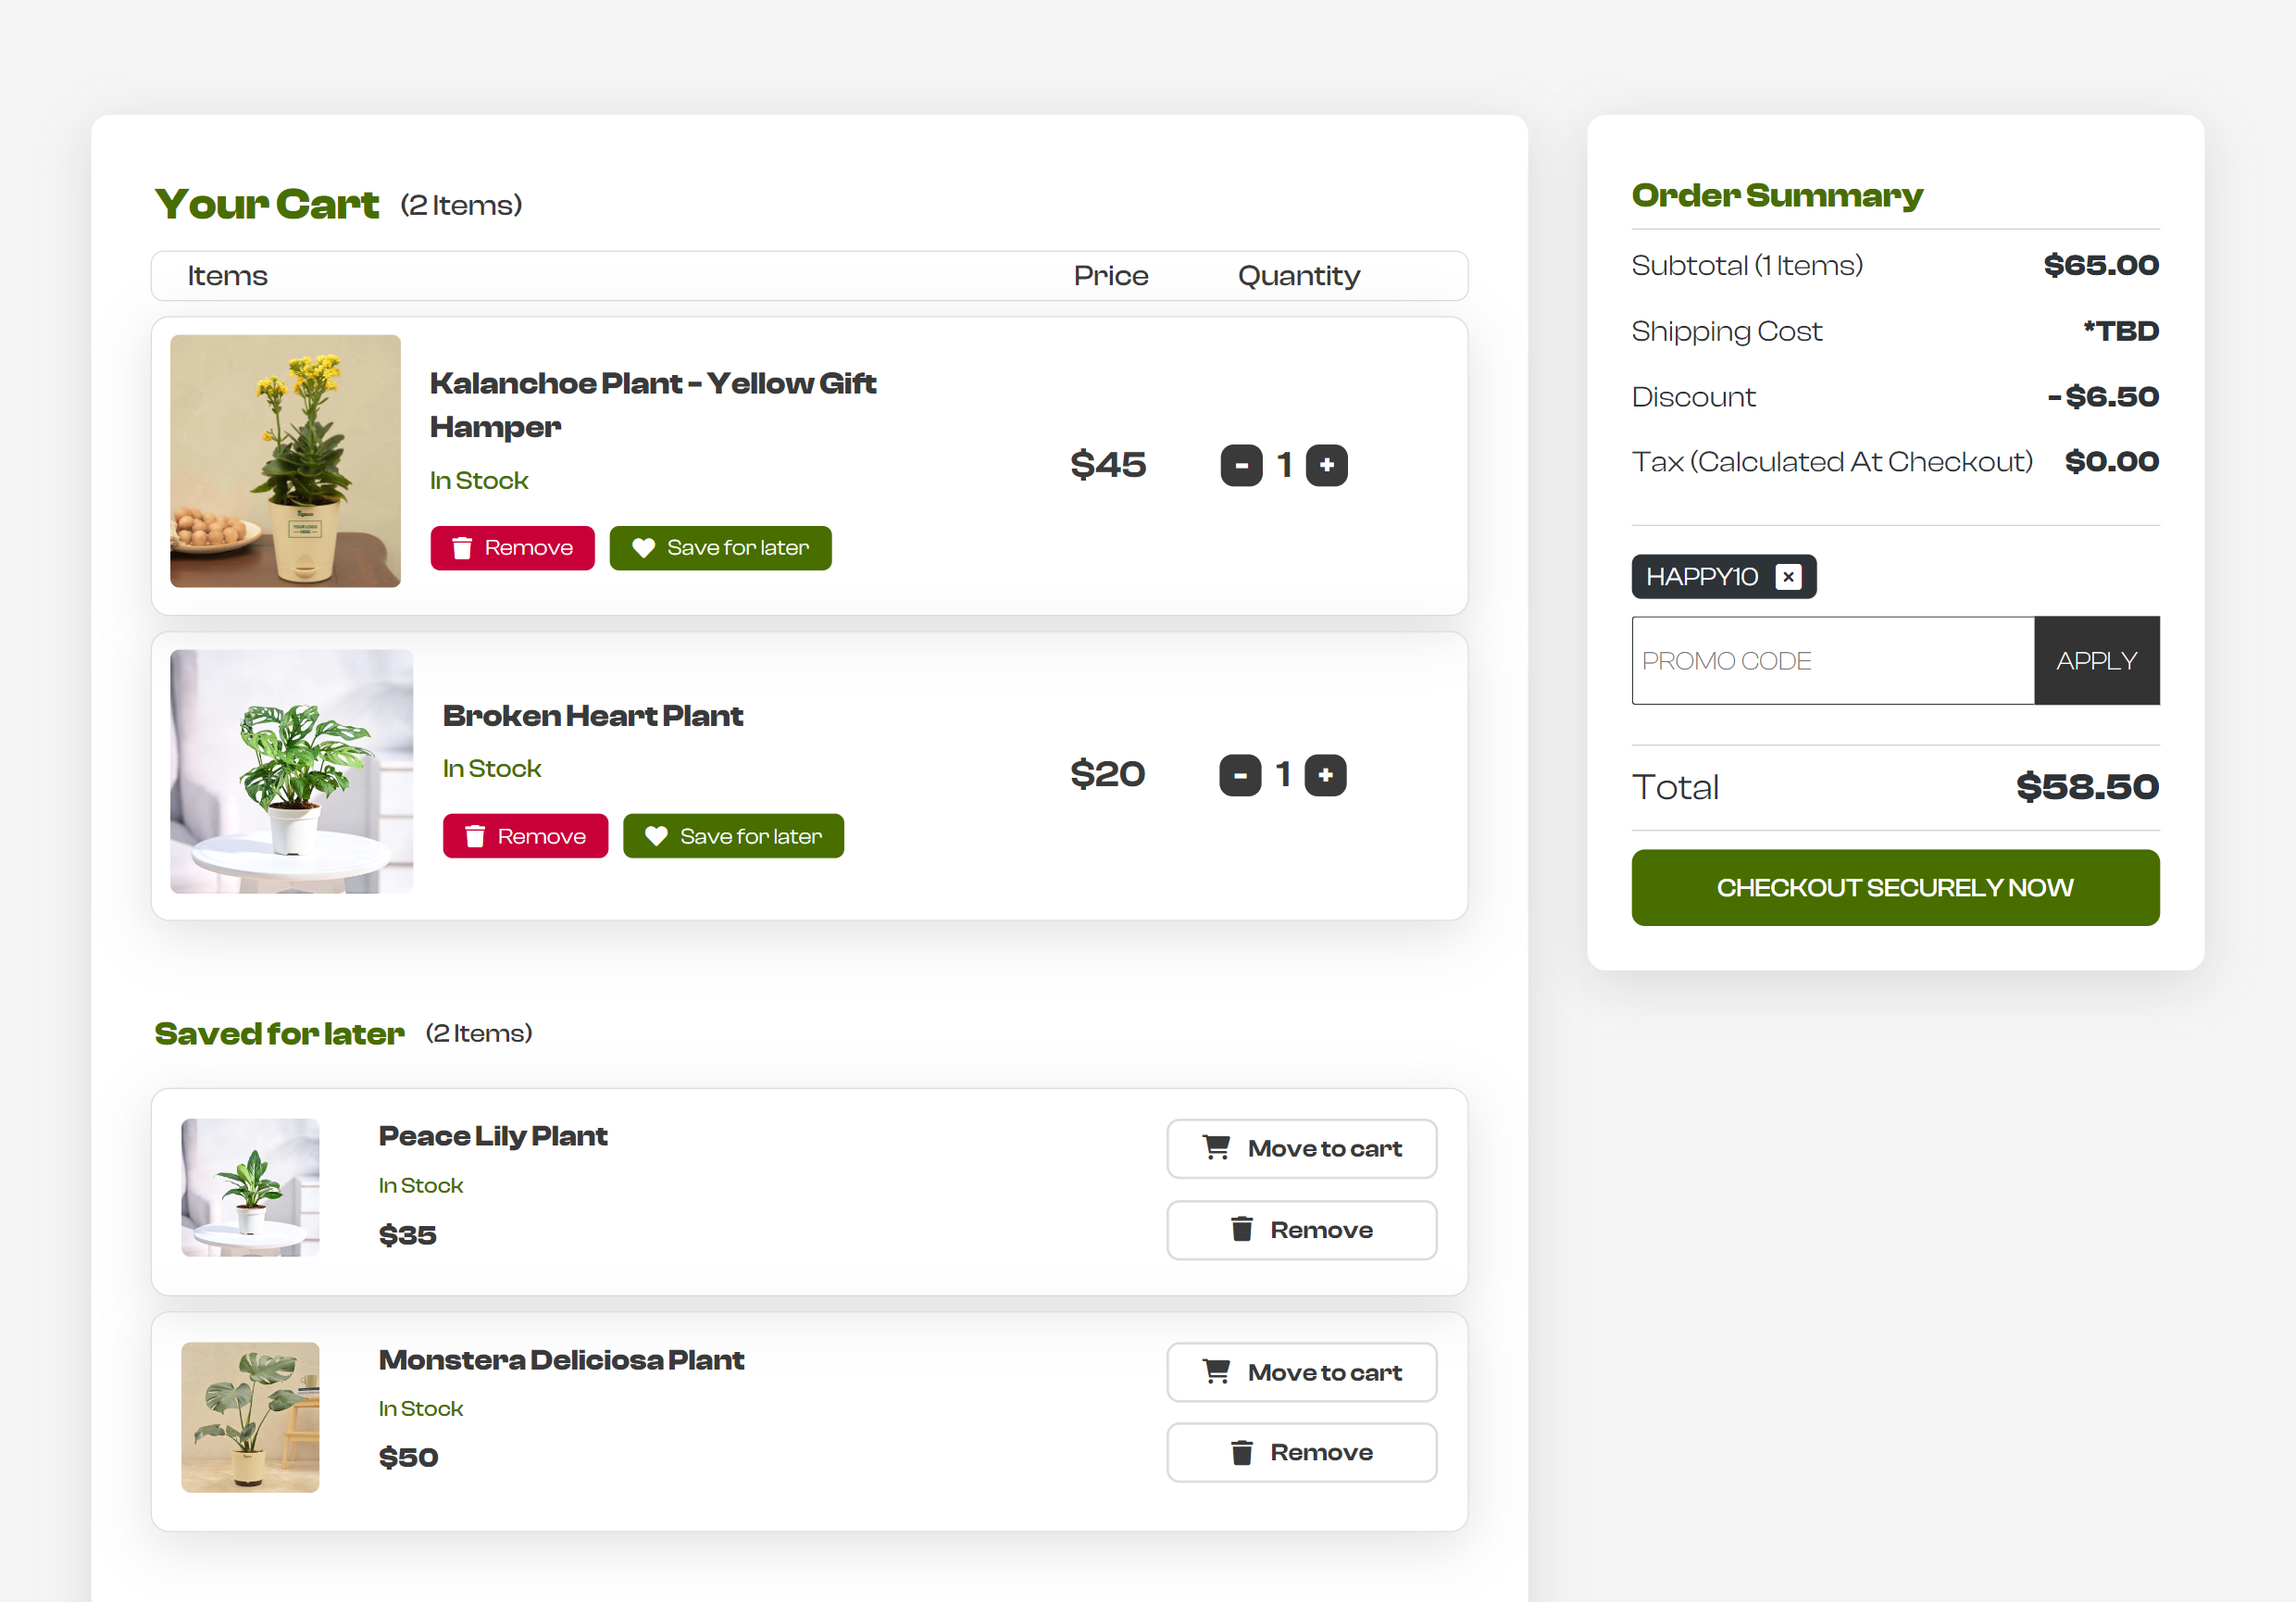 Your Cart (2 Items)
Items Price Quantity
Kalanchoe Plant - Yellow Gift
Hamper
In Stock
Remove Save for later
$45 - 1 +
YOUR LOGO
HERE
Broken Heart Plant
In Stock
Remove Save for later
$20 - 1 +
Saved for later (2 Items)
Peace Lily Plant
In Stock
$35
Move to cart
Remove
Monstera Deliciosa Plant
In Stock
$50
Move to cart
Remove
Order Summary
Subtotal (1 Items) $65.00
Shipping Cost *TBD
Discount -$6.50
Tax (Calculated At Checkout) $0.00
HAPPY10 ×
PROMO CODE APPLY
Total $58.50
CHECKOUT SECURELY NOW